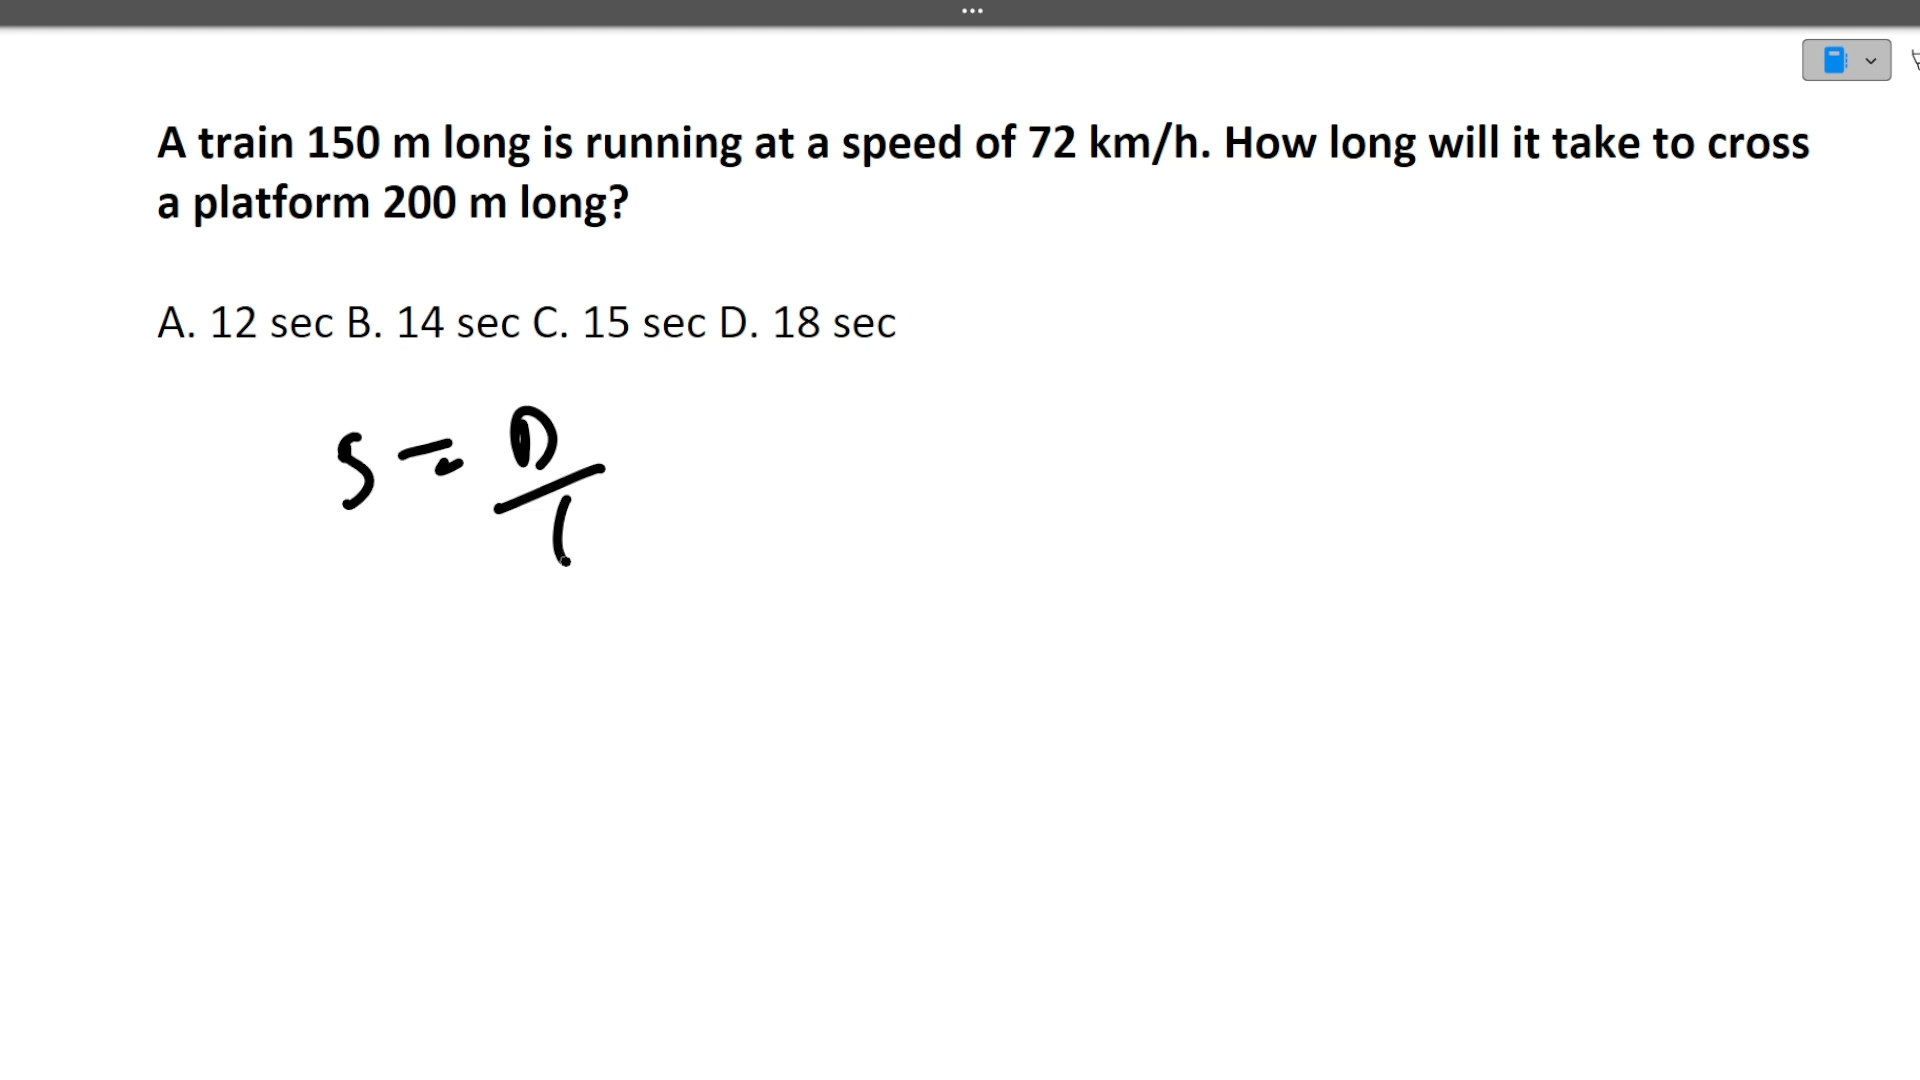 A train 150 m long is running at a speed of 72 km/h. How long will it take to cross
a platform 200 m long?
A. 12 sec B. 14 sec C. 15 sec D. 18 sec
S = D